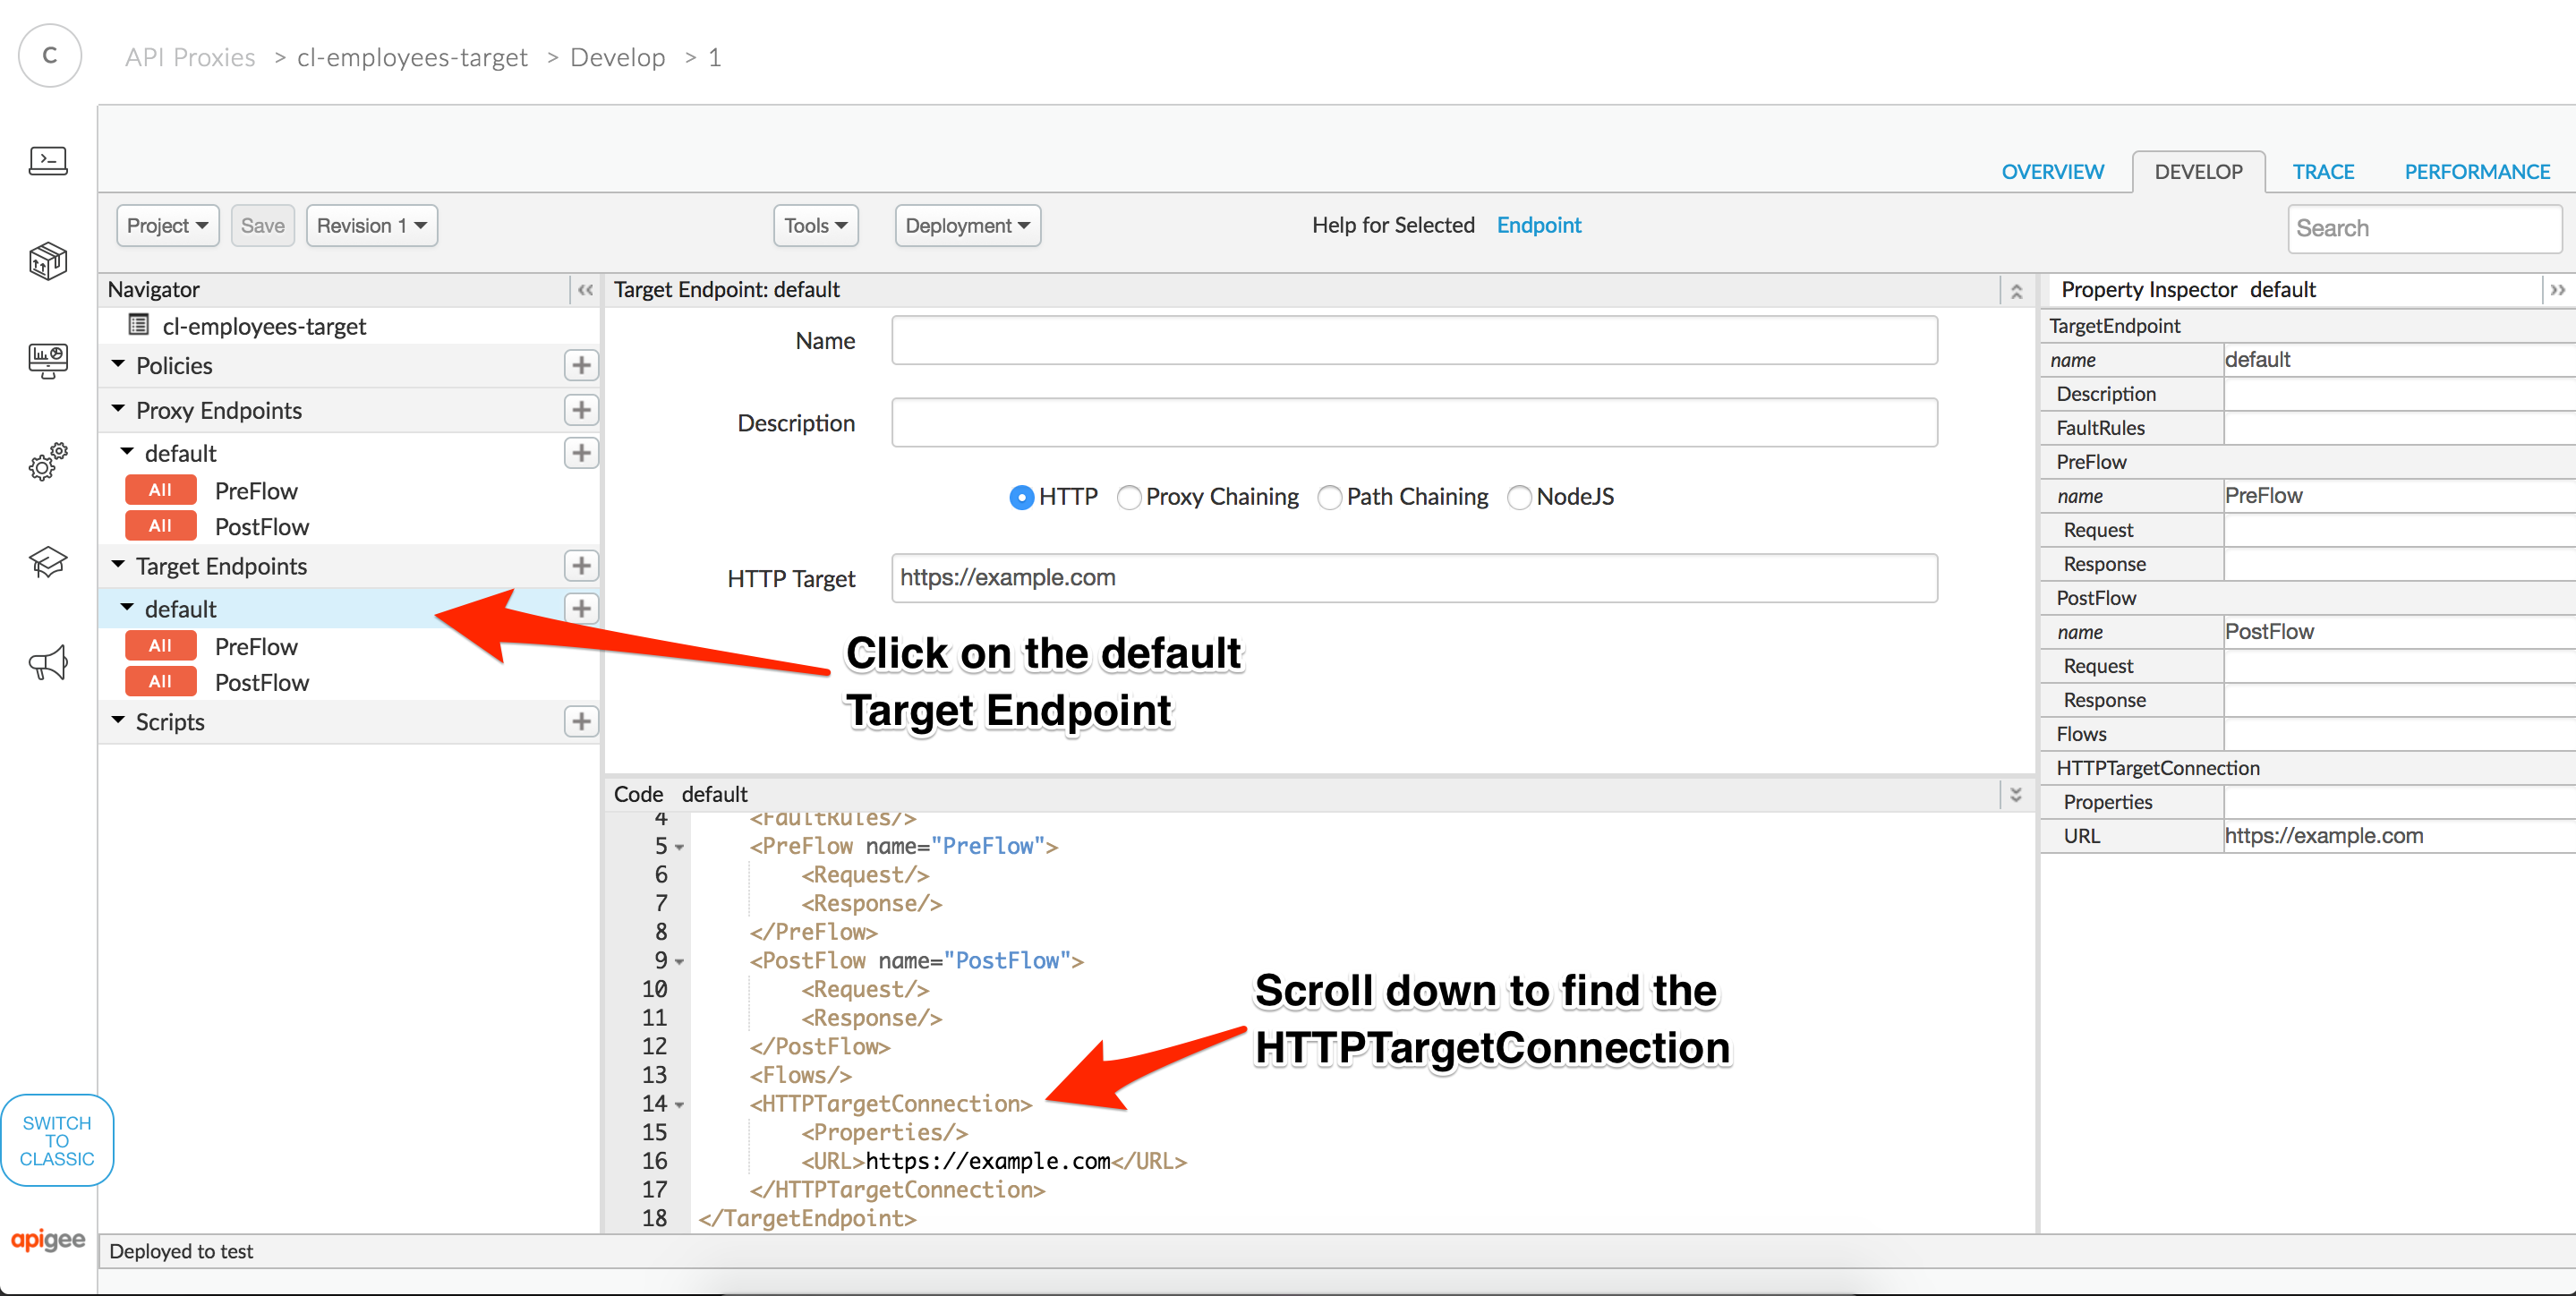 C
API Proxies > cl-employees-target > Develop > 1
OVERVIEW DEVELOP TRACE PERFORMANCE
Project Save Revision 1 Tools Deployment Help for Selected Endpoint Search
Navigator
cl-employees-target
Policies
Proxy Endpoints
default
All PreFlow
All PostFlow
Target Endpoints
default
All PreFlow
All PostFlow
Scripts
Target Endpoint: default
Name
Description
HTTP Proxy Chaining Path Chaining NodeJS
HTTP Target https://example.com
Click on the default
Target Endpoint
Code default
4 <FaultRules/>
5 <PreFlow name="PreFlow">
6 <Request/>
7 <Response/>
8 </PreFlow>
9 <PostFlow name="PostFlow">
10 <Request/>
11 <Response/>
12 </PostFlow>
13 <Flows/>
14 <HTTPTargetConnection>
15 <Properties/>
16 <URL>https://example.com</URL>
17 </HTTPTargetConnection>
18 </TargetEndpoint>
Scroll down to find the
HTTPTargetConnection
Property Inspector default
TargetEndpoint
name default
Description
FaultRules
PreFlow
name PreFlow
Request
Response
PostFlow
name PostFlow
Request
Response
Flows
HTTPTargetConnection
Properties
URL https://example.com
SWITCH
TO
CLASSIC
apigee
Deployed to test